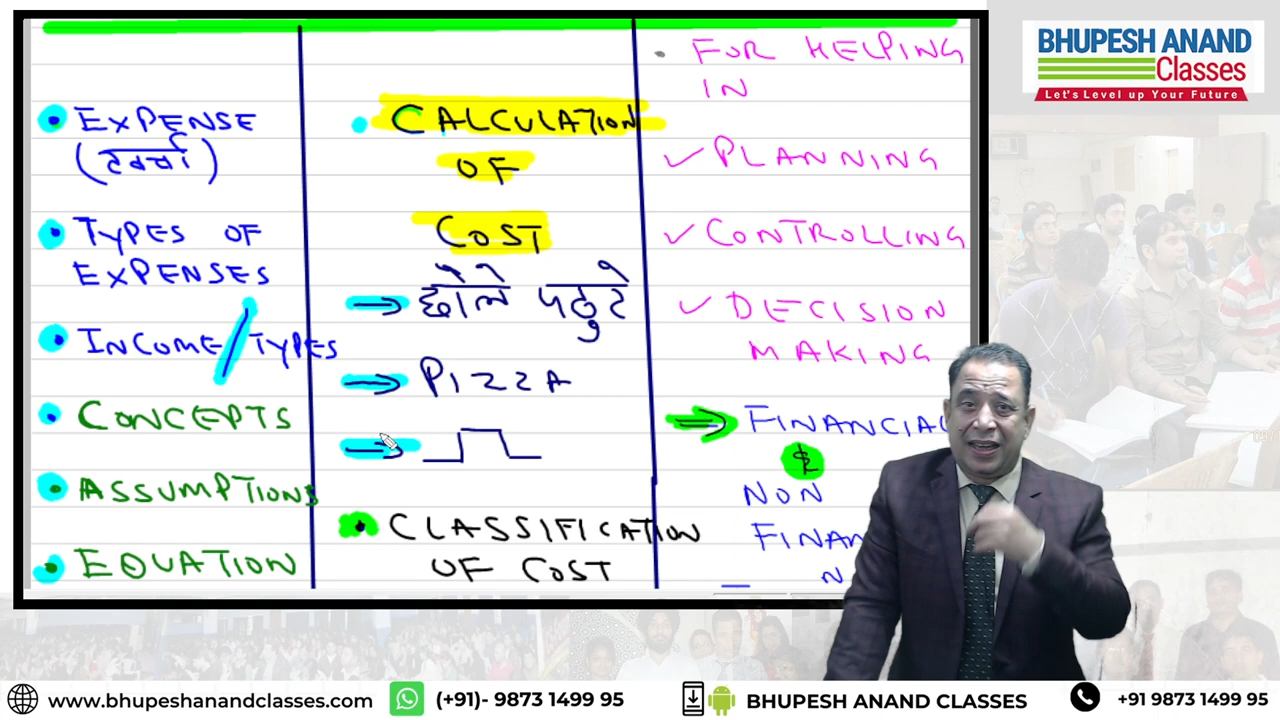 EXPENSE
(खर्चा)
TYPES OF
EXPENSES
INCOME/TYPES
CONCEPTS
ASSUMPTIONS
EQUATION
CALCULATION
OF
COST
छोले भटूरे
PIZZA
CLASSIFICATION
OF COST
FOR HELPING
IN
PLANNING
CONTROLLING
DECISION
MAKING
FINANCIAL
&
NON
BHUPESH ANAND
Classes
Let's Level up Your Future
www.bhupeshanandclasses.com
(+91)- 9873 1499 95
BHUPESH ANAND CLASSES
+91 9873 1499 95